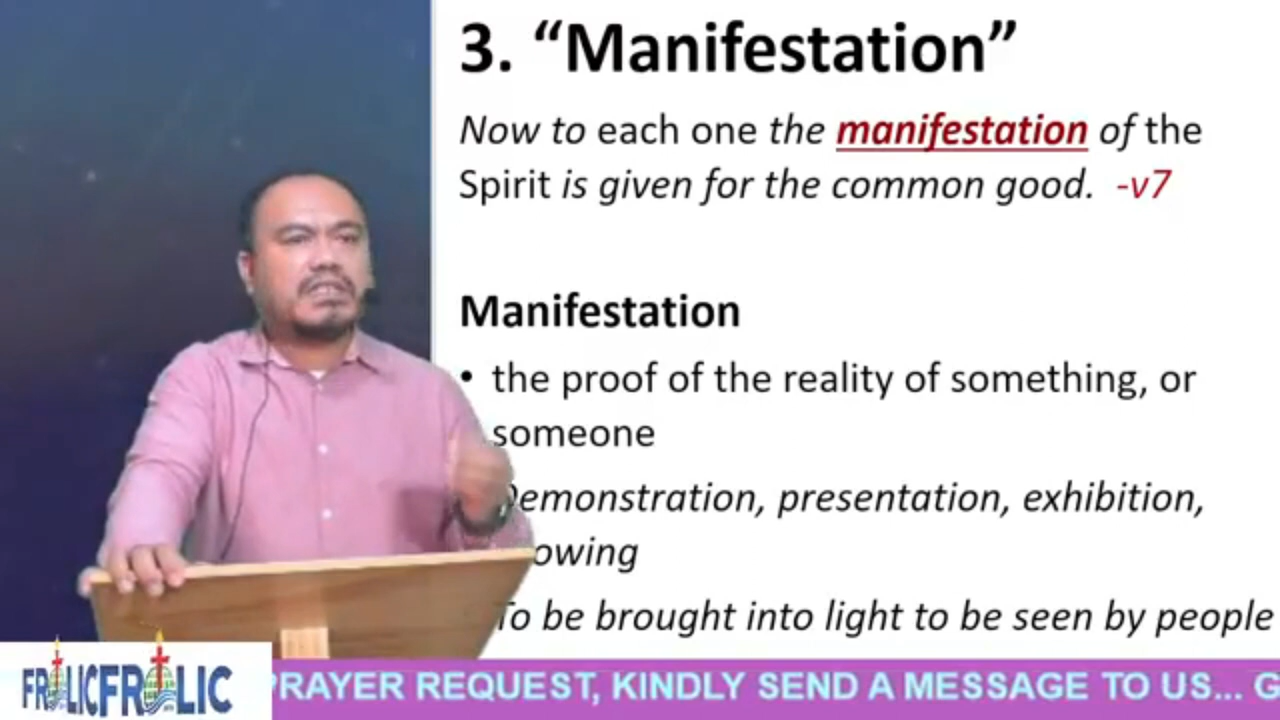 3. “Manifestation”
Now to each one the manifestation of the
Spirit is given for the common good. -v7
Manifestation
• the proof of the reality of something, or
someone
Demonstration, presentation, exhibition,
owing
To be brought into light to be seen by people
FROLICFROLIC
PRAYER REQUEST, KINDLY SEND A MESSAGE TO US... G